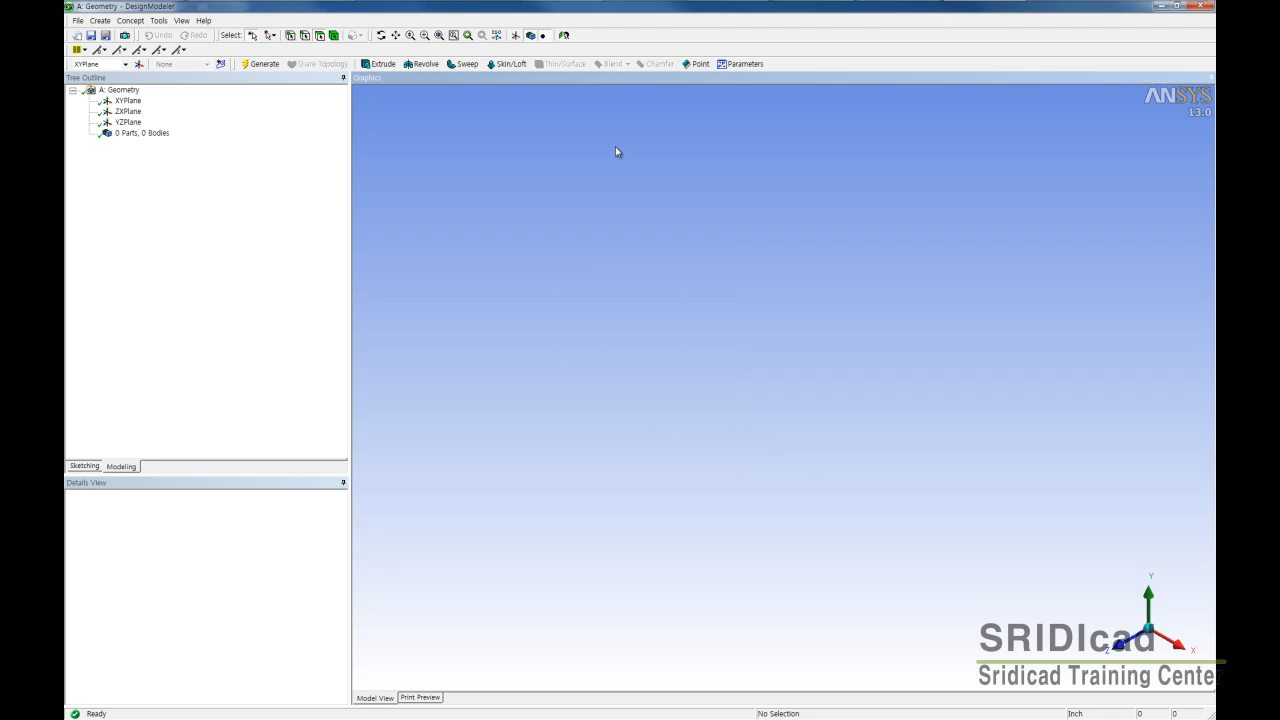 A: Geometry - DesignModeler
File Create Concept Tools View Help
Undo Redo Select:
XYPlane None Generate Share Topology Extrude Revolve Sweep Skin/Loft Thin/Surface Blend Chamfer Point Parameters
Tree Outline
A: Geometry
XYPlane
ZXPlane
YZPlane
0 Parts, 0 Bodies
Sketching Modeling
Details View
Graphics
ANSYS
13.0
Y
X
Z
SRIDIcad
Sridicad Training Center
Model View Print Preview
Ready No Selection Inch 0 0